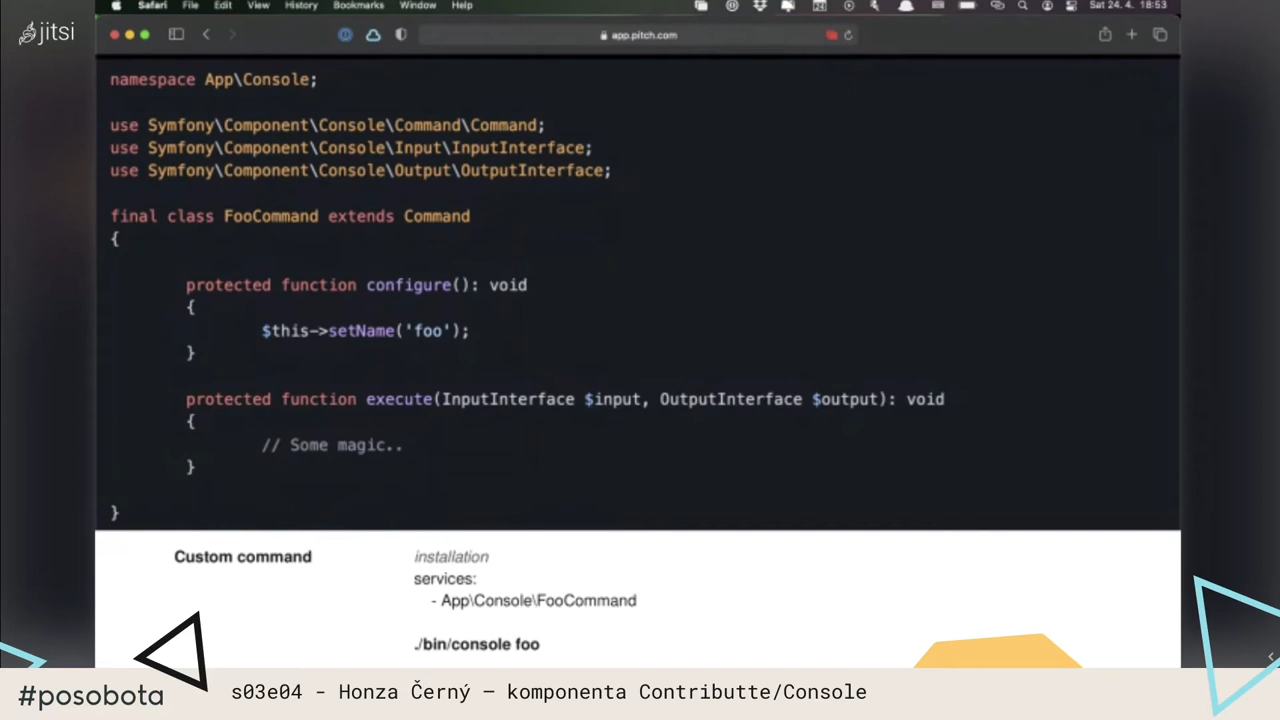 Safari File Edit View History Bookmarks Window Help Sat 24. 4. 18:53
jitsi
app.pitch.com
namespace App\Console;
use Symfony\Component\Console\Command\Command;
use Symfony\Component\Console\Input\InputInterface;
use Symfony\Component\Console\Output\OutputInterface;
final class FooCommand extends Command
{
protected function configure(): void
{
$this->setName('foo');
}
protected function execute(InputInterface $input, OutputInterface $output): void
{
// Some magic..
}
}
Custom command
installation
services:
- App\Console\FooCommand
./bin/console foo
#posobota
s03e04 - Honza Černý – komponenta Contributte/Console